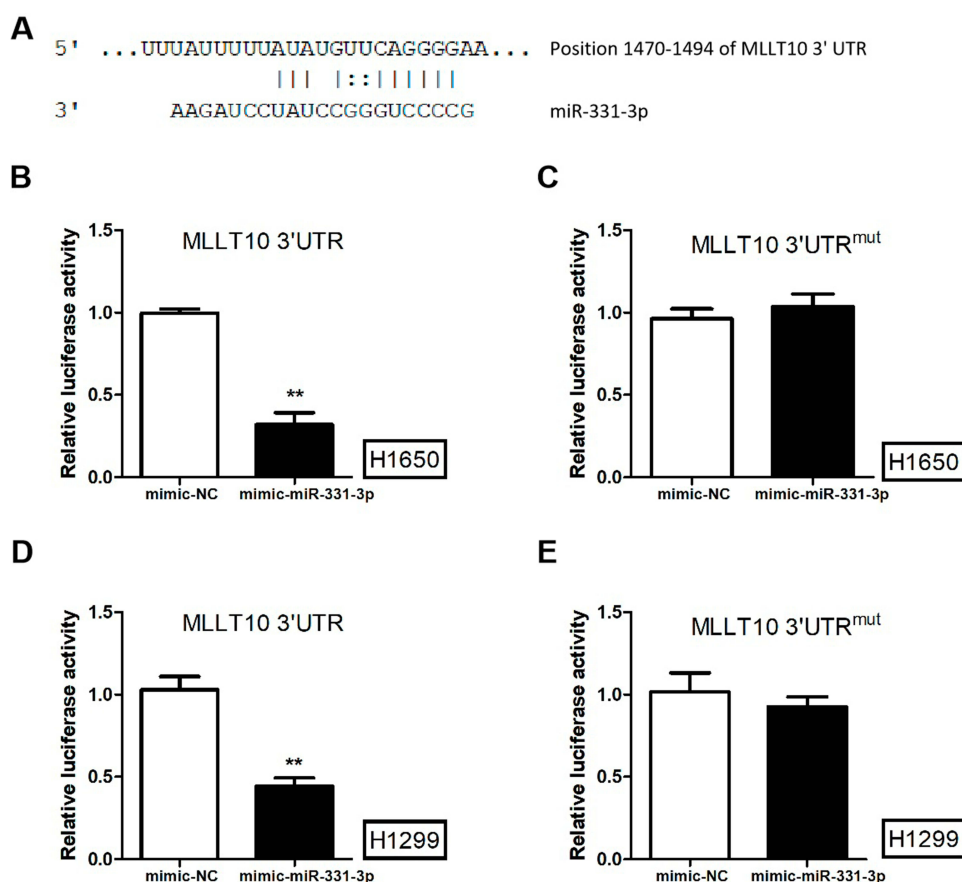 A
5' ...UUUAUUUUUAUAUGUUCAGGGGAA... Position 1470-1494 of MLLT10 3' UTR
||| |::||||||
3' AAGAUCCUAUCCGGGUCCCCG miR-331-3p
B
MLLT10 3'UTR
Relative luciferase activity
1.5
1.0
0.5
0.0
**
mimic-NC mimic-miR-331-3p
H1650
C
MLLT10 3'UTRmut
Relative luciferase activity
1.5
1.0
0.5
0.0
mimic-NC mimic-miR-331-3p
H1650
D
MLLT10 3'UTR
Relative luciferase activity
1.5
1.0
0.5
0.0
**
mimic-NC mimic-miR-331-3p
H1299
E
MLLT10 3'UTRmut
Relative luciferase activity
1.5
1.0
0.5
0.0
mimic-NC mimic-miR-331-3p
H1299